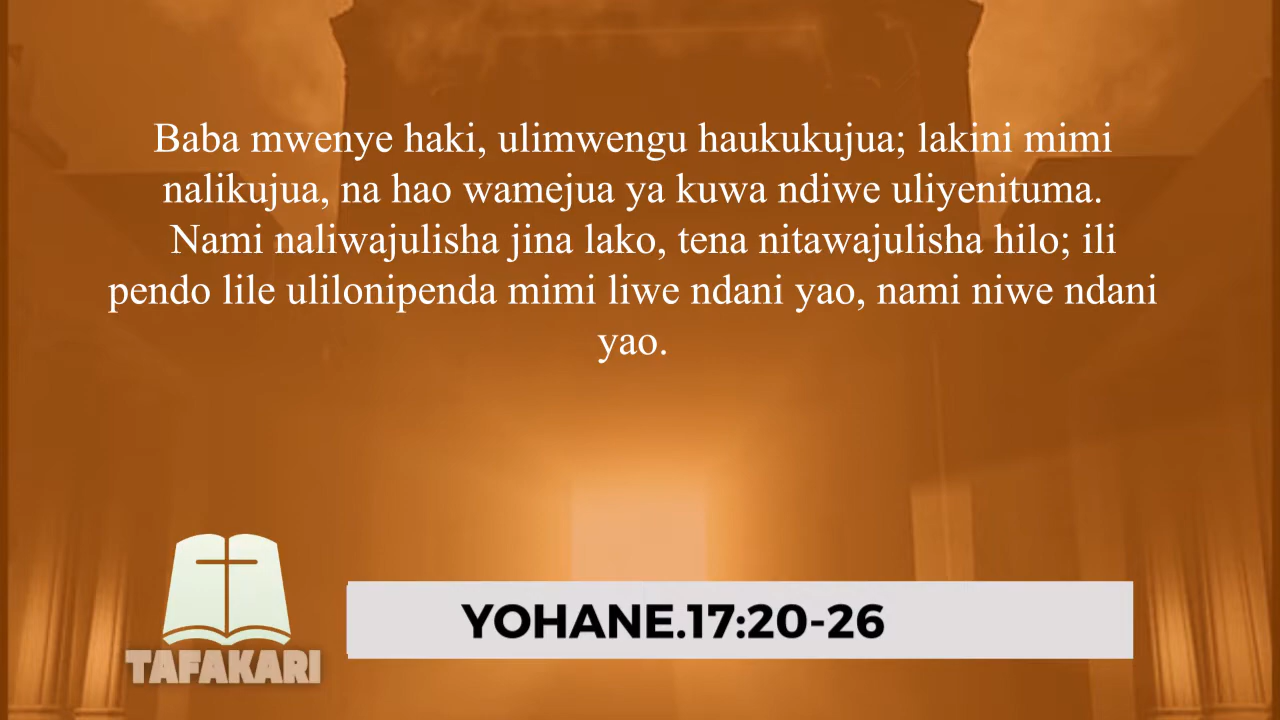 Baba mwenye haki, ulimwengu haukukujua; lakini mimi
nalikujua, na hao wamejua ya kuwa ndiwe uliyenituma.
Nami naliwajulisha jina lako, tena nitawajulisha hilo; ili
pendo lile ulilonipenda mimi liwe ndani yao, nami niwe ndani
yao.
YOHANE.17:20-26
TAFAKARI